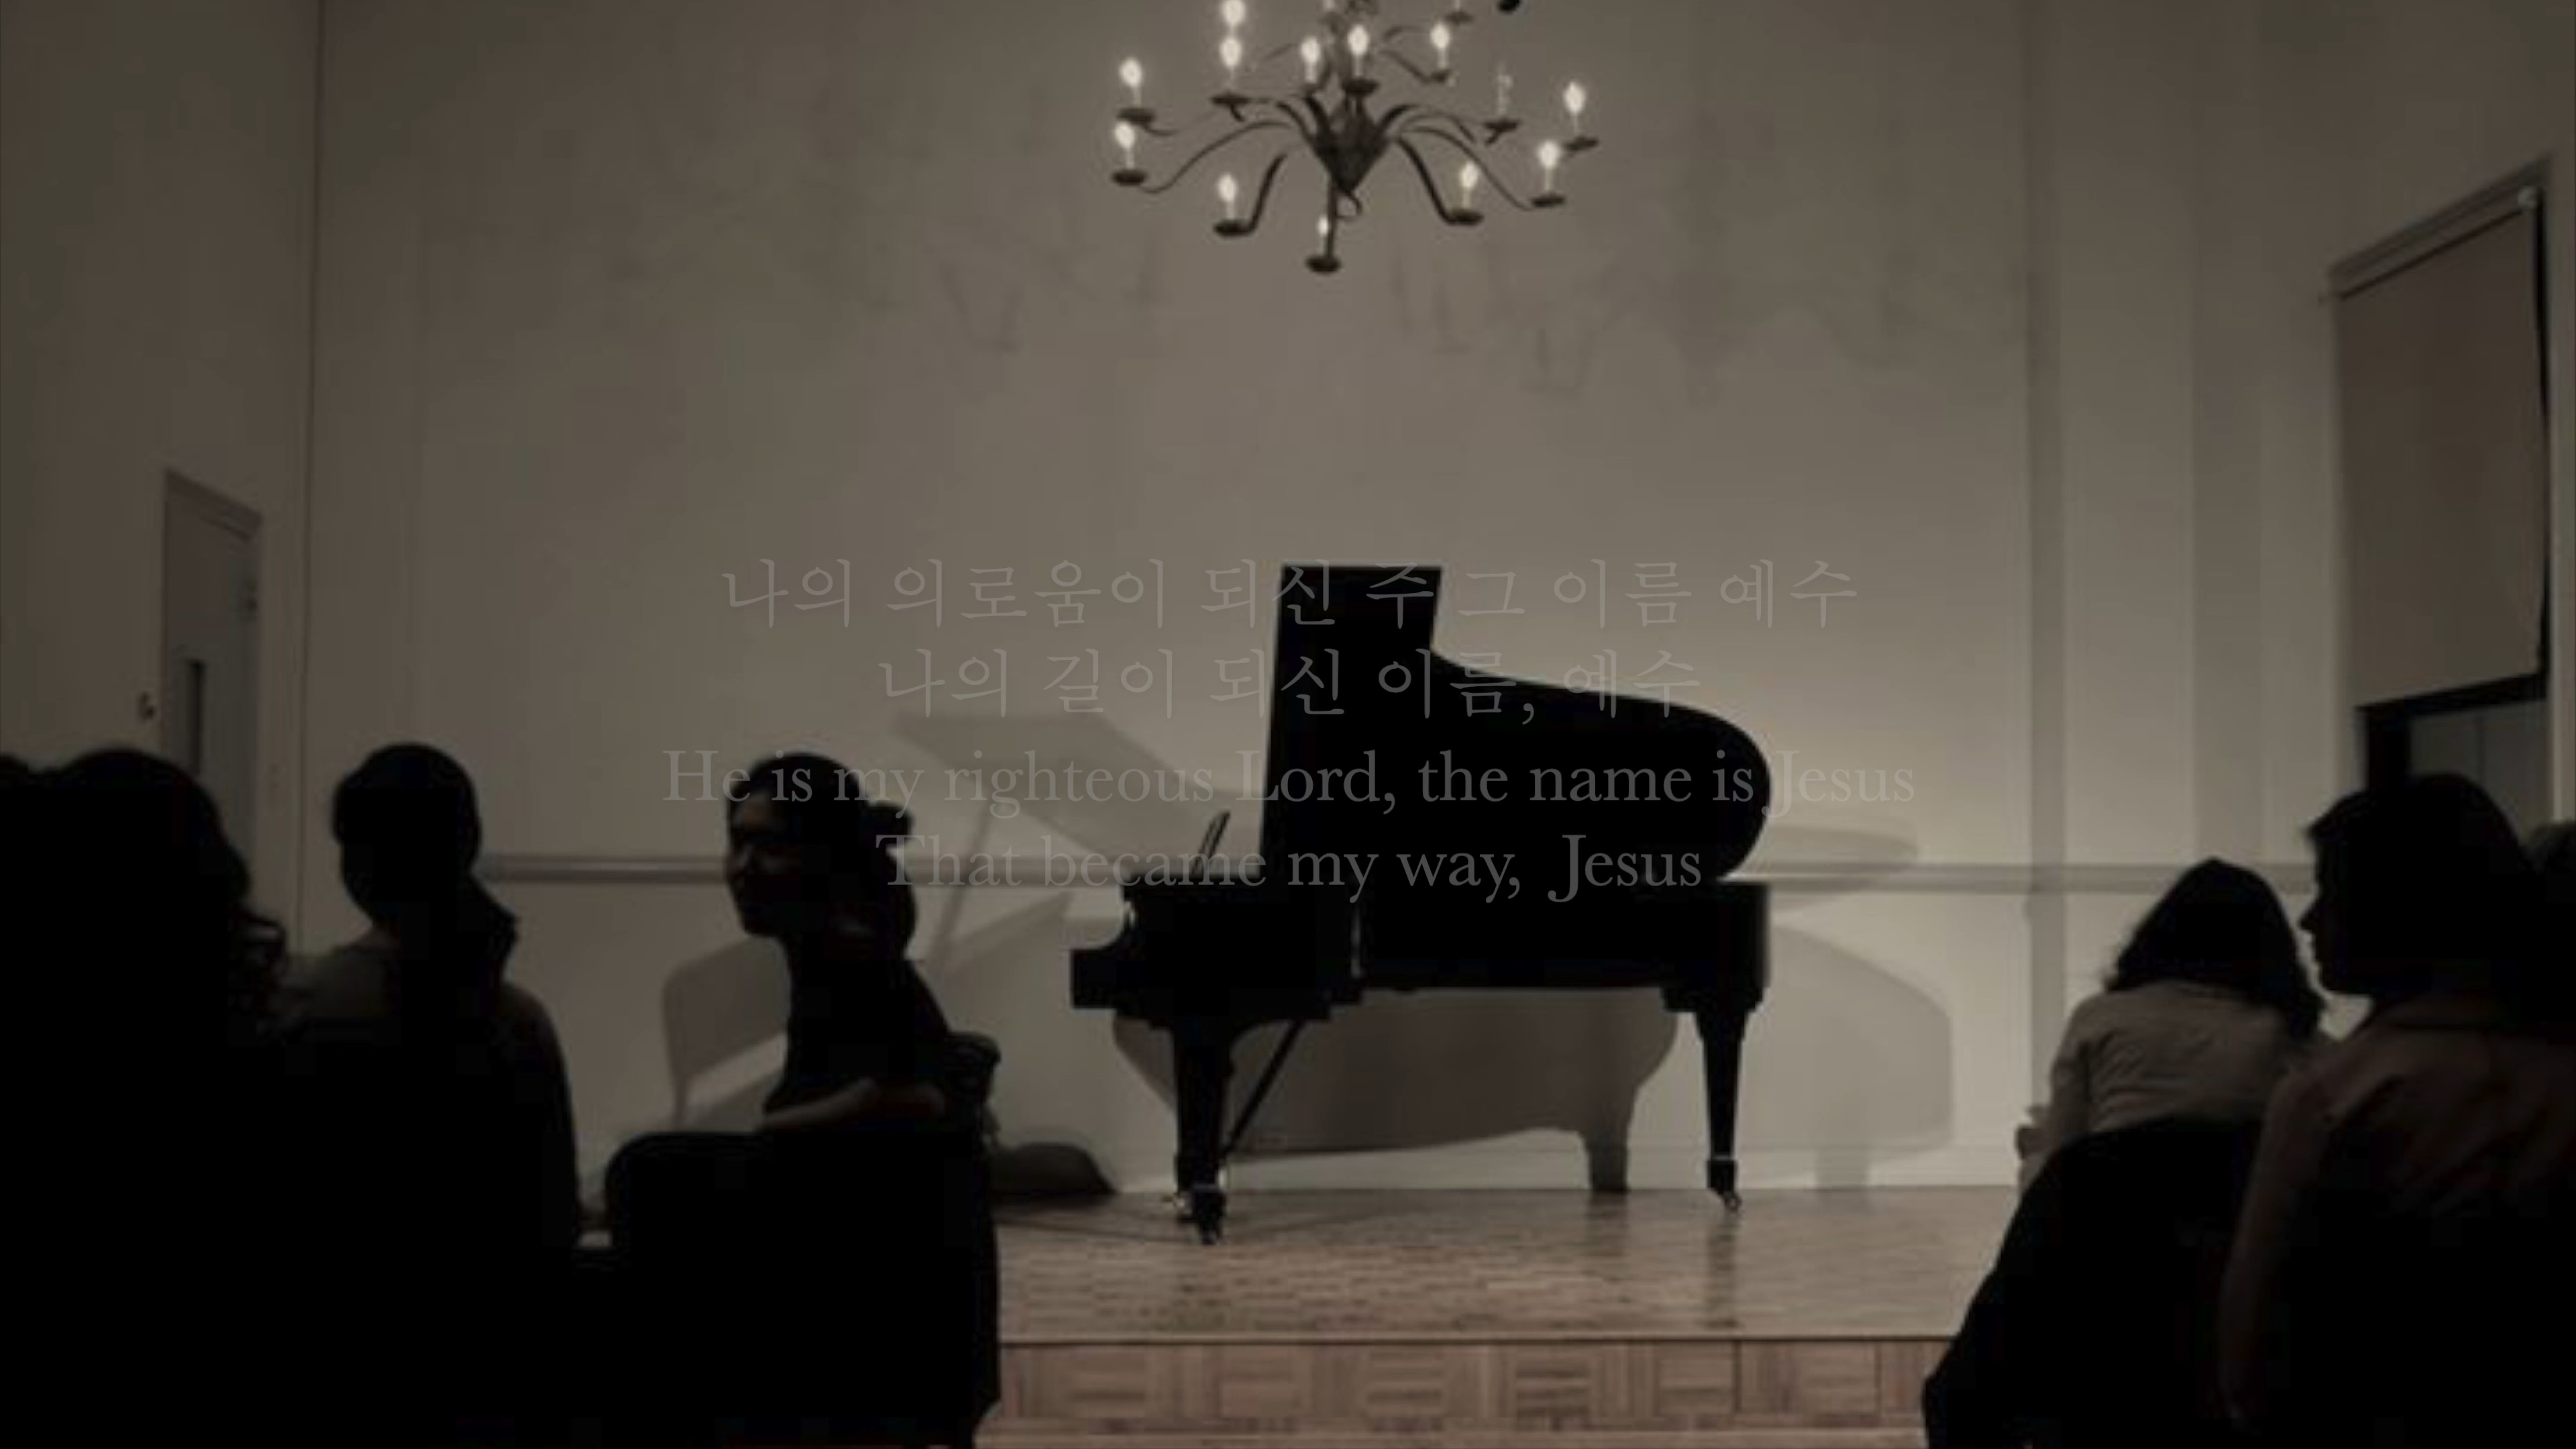 나의 의로움이 되신 주 그 이름 예수
나의 길이 되신 이름, 예수
He is my righteous Lord, the name is Jesus
That became my way, Jesus